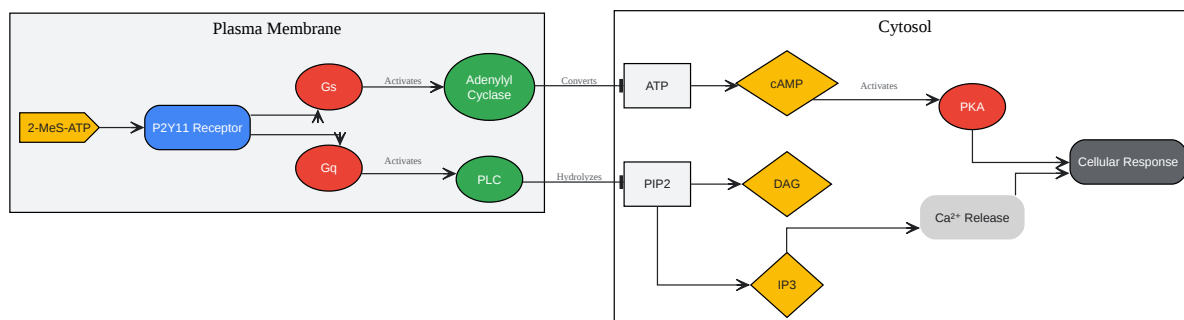 Plasma Membrane
Cytosol
2-MeS-ATP
P2Y11 Receptor
Gs
Activates
Adenylyl
Cyclase
Converts
ATP
cAMP
Activates
PKA
Gq
Activates
PLC
Hydrolyzes
PIP2
DAG
IP3
Ca²⁺ Release
Cellular Response